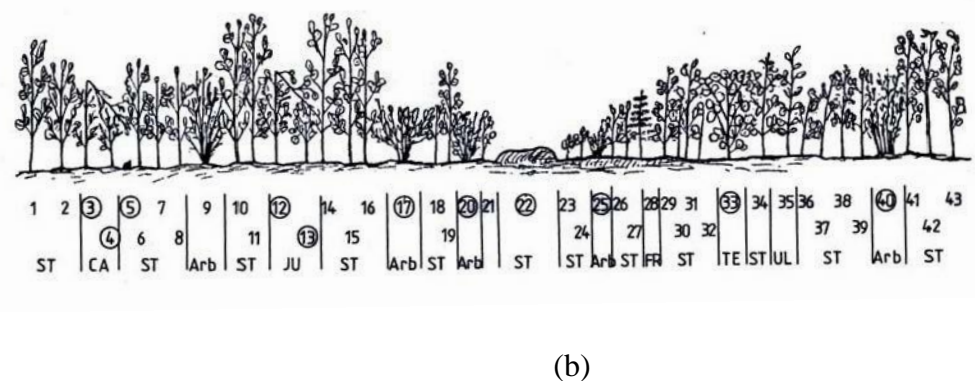 1 2 3 5 7 9 10 12 14 16 17 18 20 21 22 23 25 26 28 29 31 33 34 35 36 38 40 41 43
4 6 8 11 13 15 19 24 27 30 32 37 39 42
ST CA ST Arb ST JU ST Arb ST Arb ST ST Arb ST FR ST TE ST UL ST Arb ST
(b)